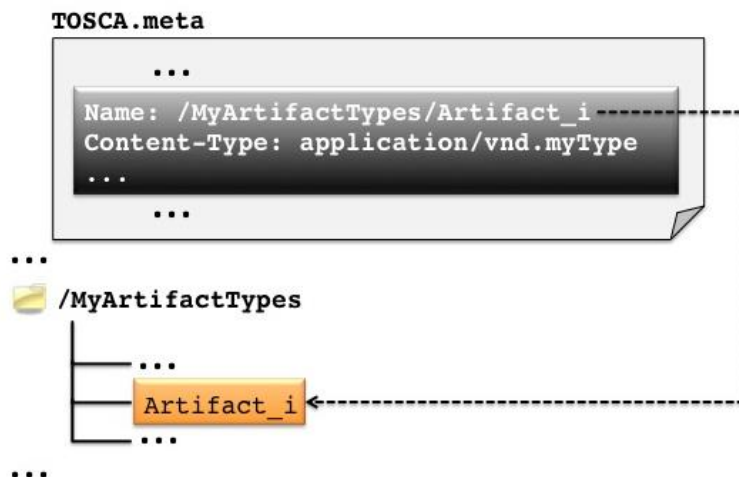 TOSCA.meta
...
Name: /MyArtifactTypes/Artifact_i
Content-Type: application/vnd.myType
...
...
...
/MyArtifactTypes
...
Artifact_i
...
...